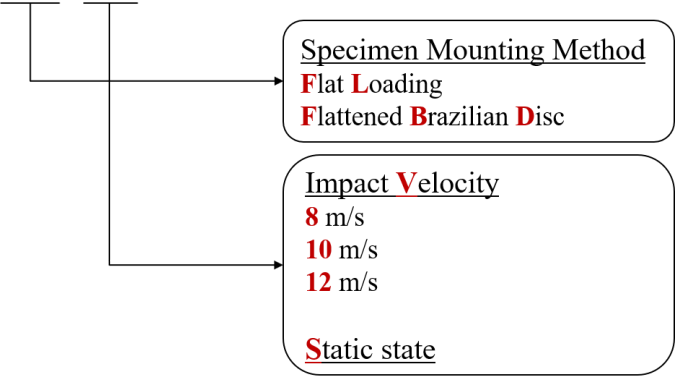 Specimen Mounting Method
Flat Loading
Flattened Brazilian Disc
Impact Velocity
8 m/s
10 m/s
12 m/s
Static state